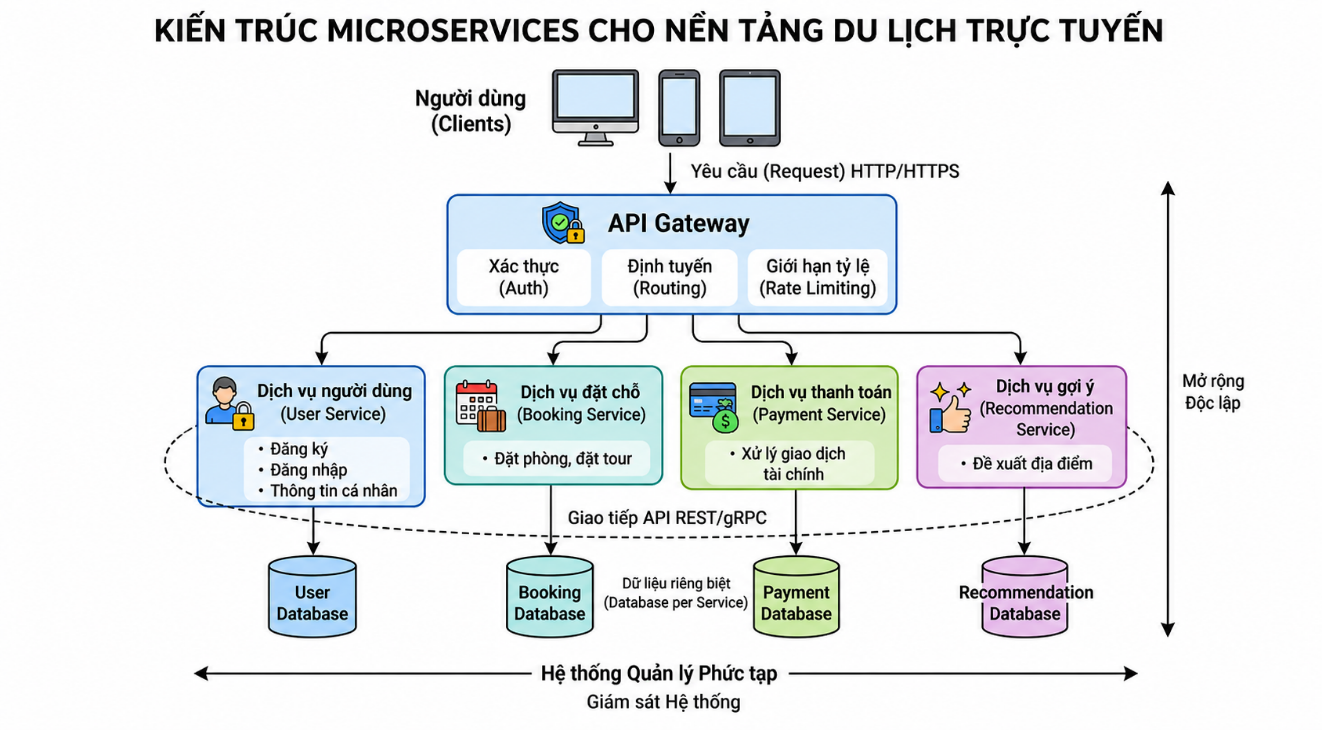 KIẾN TRÚC MICROSERVICES CHO NỀN TẢNG DU LỊCH TRỰC TUYẾN
Người dùng
(Clients)
Yêu cầu (Request) HTTP/HTTPS
API Gateway
Xác thực
(Auth)
Định tuyến
(Routing)
Giới hạn tỷ lệ
(Rate Limiting)
Dịch vụ người dùng
(User Service)
• Đăng ký
• Đăng nhập
• Thông tin cá nhân
Dịch vụ đặt chỗ
(Booking Service)
• Đặt phòng, đặt tour
Dịch vụ thanh toán
(Payment Service)
• Xử lý giao dịch
tài chính
Dịch vụ gợi ý
(Recommendation
Service)
• Đề xuất địa điểm
Mở rộng
Độc lập
Giao tiếp API REST/gRPC
User
Database
Booking
Database
Dữ liệu riêng biệt
(Database per Service)
Payment
Database
Recommendation
Database
Hệ thống Quản lý Phức tạp
Giám sát Hệ thống